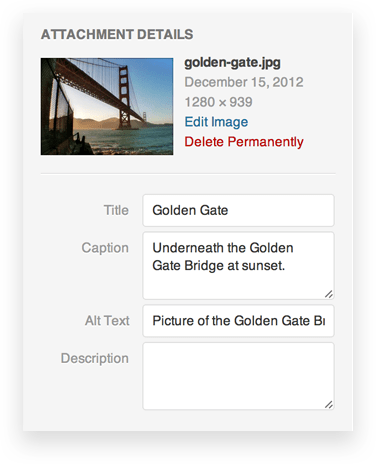 ATTACHMENT DETAILS
golden-gate.jpg
December 15, 2012
1280 × 939
Edit Image
Delete Permanently
Title
Golden Gate
Caption
Underneath the Golden
Gate Bridge at sunset.
Alt Text
Picture of the Golden Gate
Description